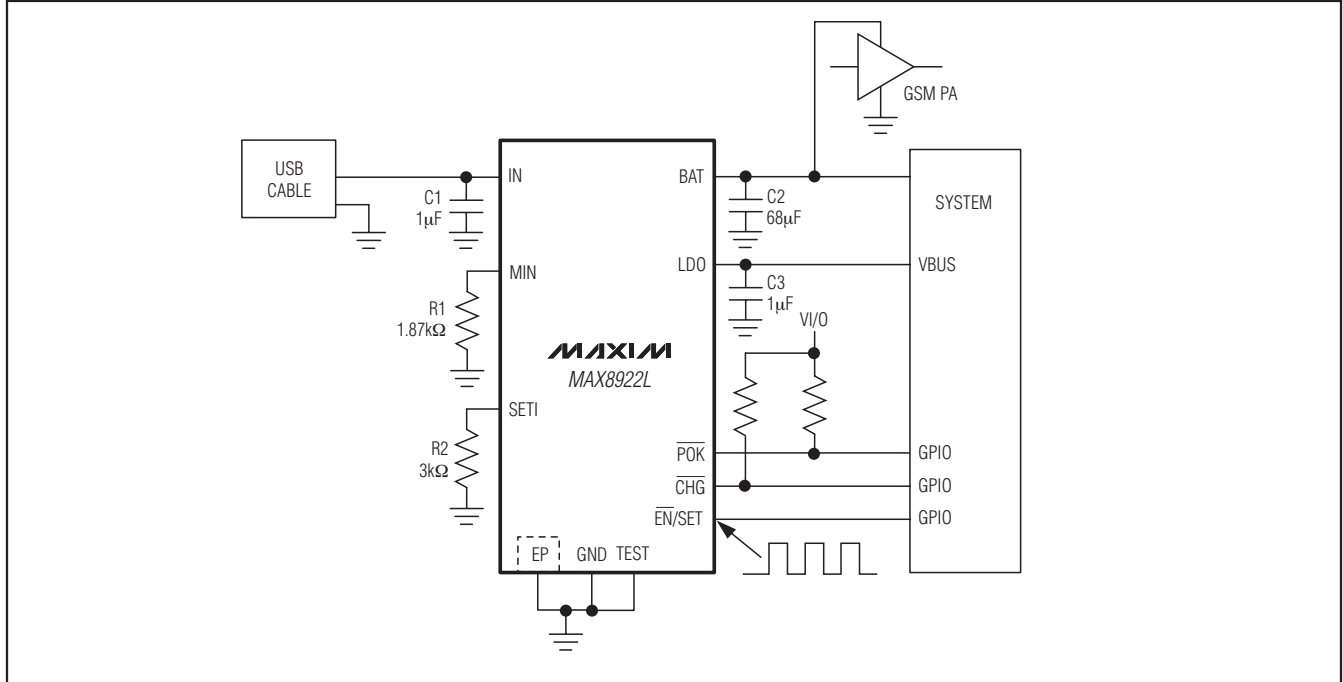 GSM PA
USB
CABLE
IN
C1
1μF
BAT
C2
68μF
SYSTEM
LDO
VBUS
C3
1μF
VI/O
MIN
R1
1.87kΩ
MAXIM
MAX8922L
SETI
R2
3kΩ
POK
GPIO
CHG
GPIO
EN/SET
GPIO
EP
GND
TEST